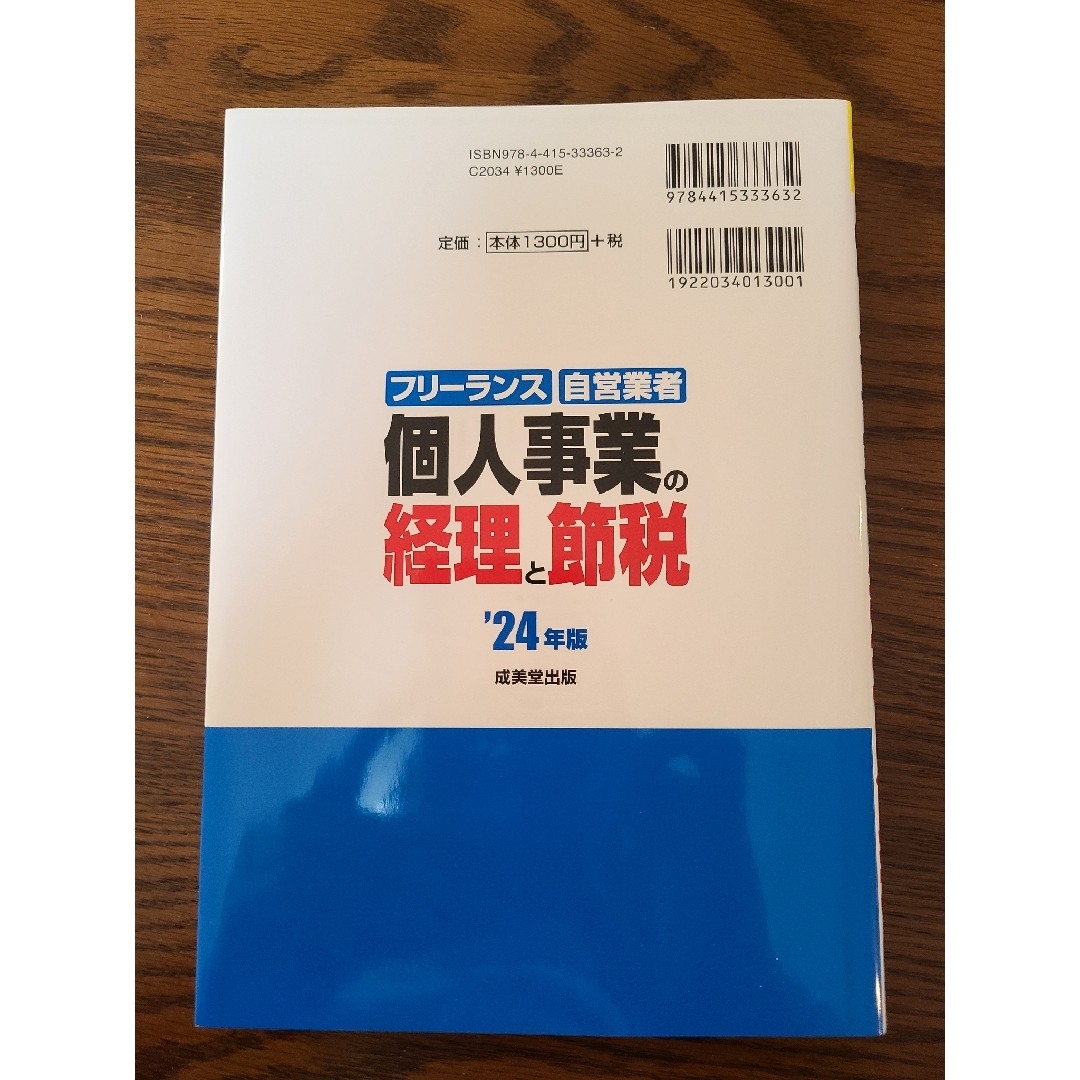 ISBN978-4-415-33363-2
C2034 ¥1300E
9784415333632
定価：本体1300円＋税
1922034013001
フリーランス 自営業者
個人事業の
経理と節税
’24年版
成美堂出版